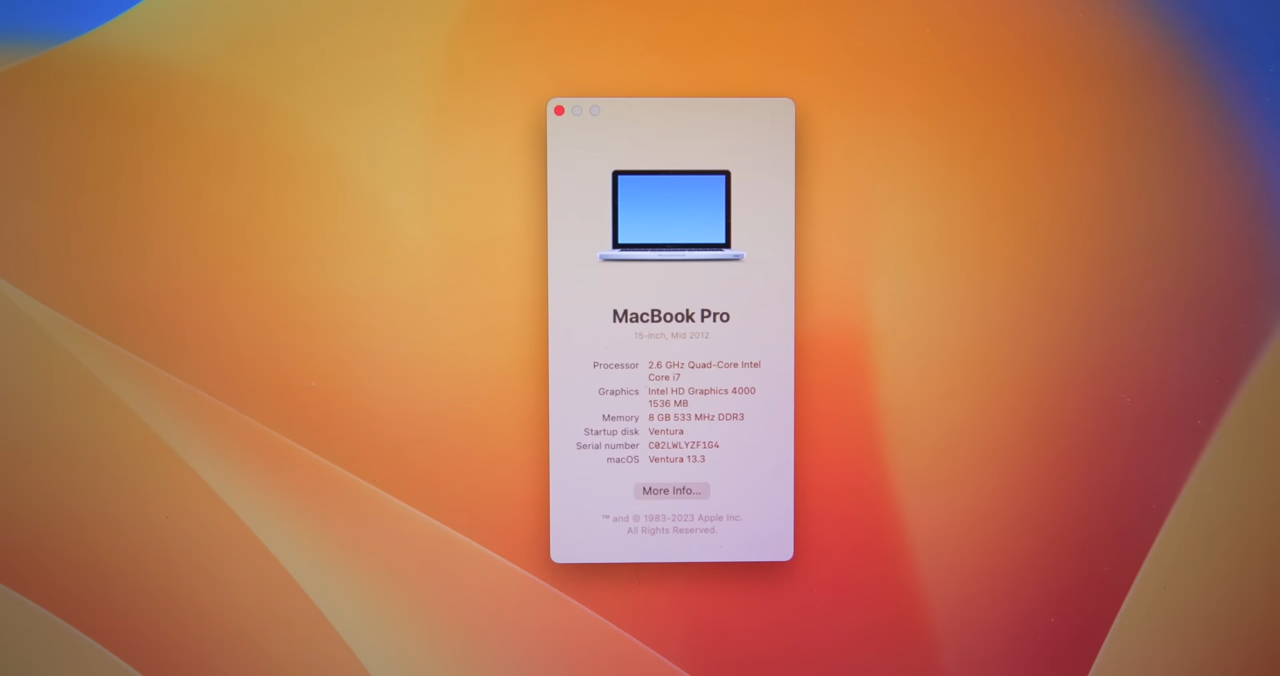 MacBook Pro
15-inch, Mid 2012
Processor 2.6 GHz Quad-Core Intel
Core i7
Graphics Intel HD Graphics 4000
1536 MB
Memory 8 GB 533 MHz DDR3
Startup disk Ventura
Serial number C02LWLYZF1G4
macOS Ventura 13.3
More Info...
™ and © 1983-2023 Apple Inc.
All Rights Reserved.